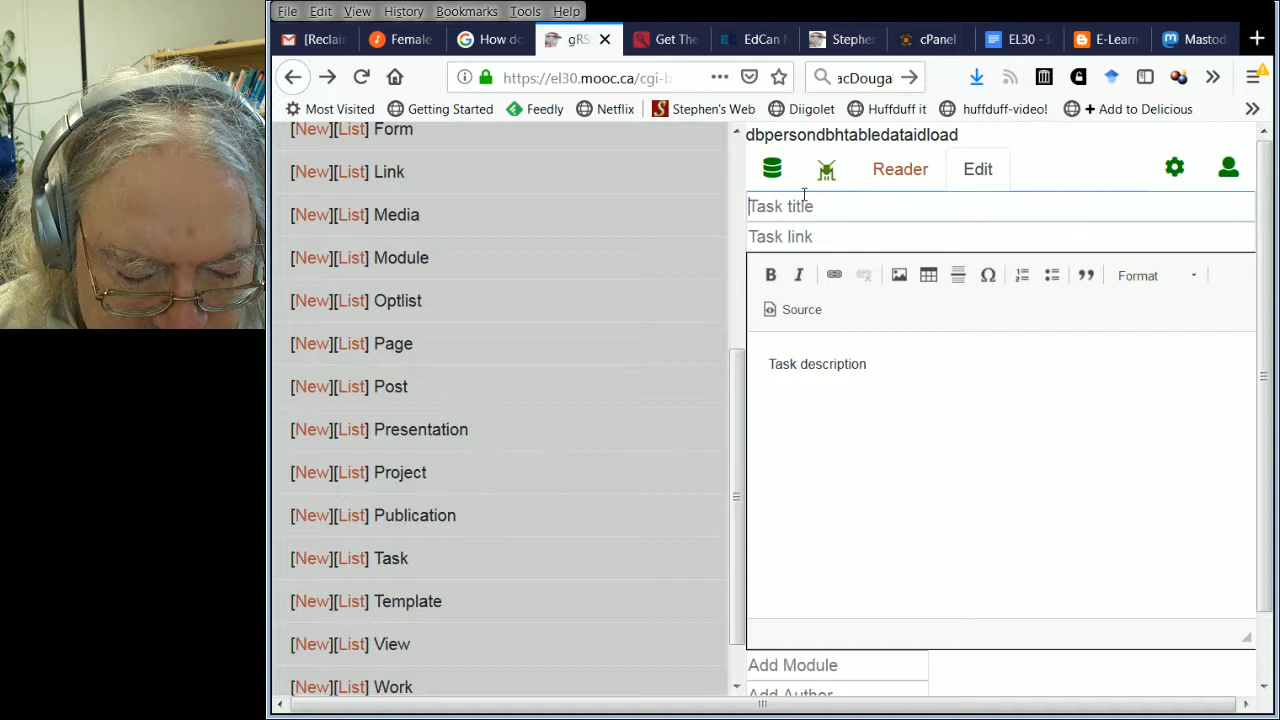 File Edit View History Bookmarks Tools Help
[Reclai Female How do gRS Get The EdCan N Stephe cPanel EL30 - E-Learn Mastod
https://el30.mooc.ca/cgi-b acDouga
Most Visited Getting Started Feedly Netflix Stephen's Web Diigolet Huffduff it huffduff-video! + Add to Delicious
[New][List] Form
[New][List] Link
[New][List] Media
[New][List] Module
[New][List] Optlist
[New][List] Page
[New][List] Post
[New][List] Presentation
[New][List] Project
[New][List] Publication
[New][List] Task
[New][List] Template
[New][List] View
[New][List] Work
dbpersondbhtabledataidload
Reader Edit
Task title
Task link
B I Format
Source
Task description
Add Module
Add Author